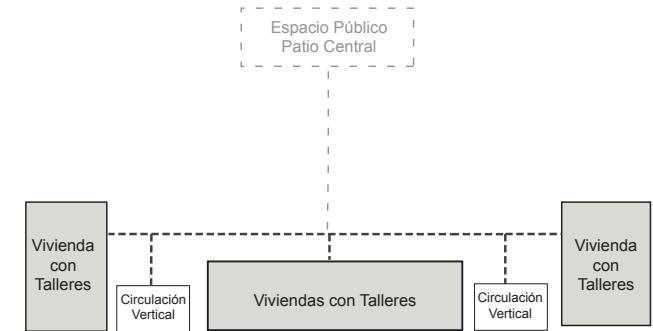 Espacio Público
Patio Central
Vivienda
con
Talleres
Circulación
Vertical
Viviendas con Talleres
Circulación
Vertical
Vivienda
con
Talleres